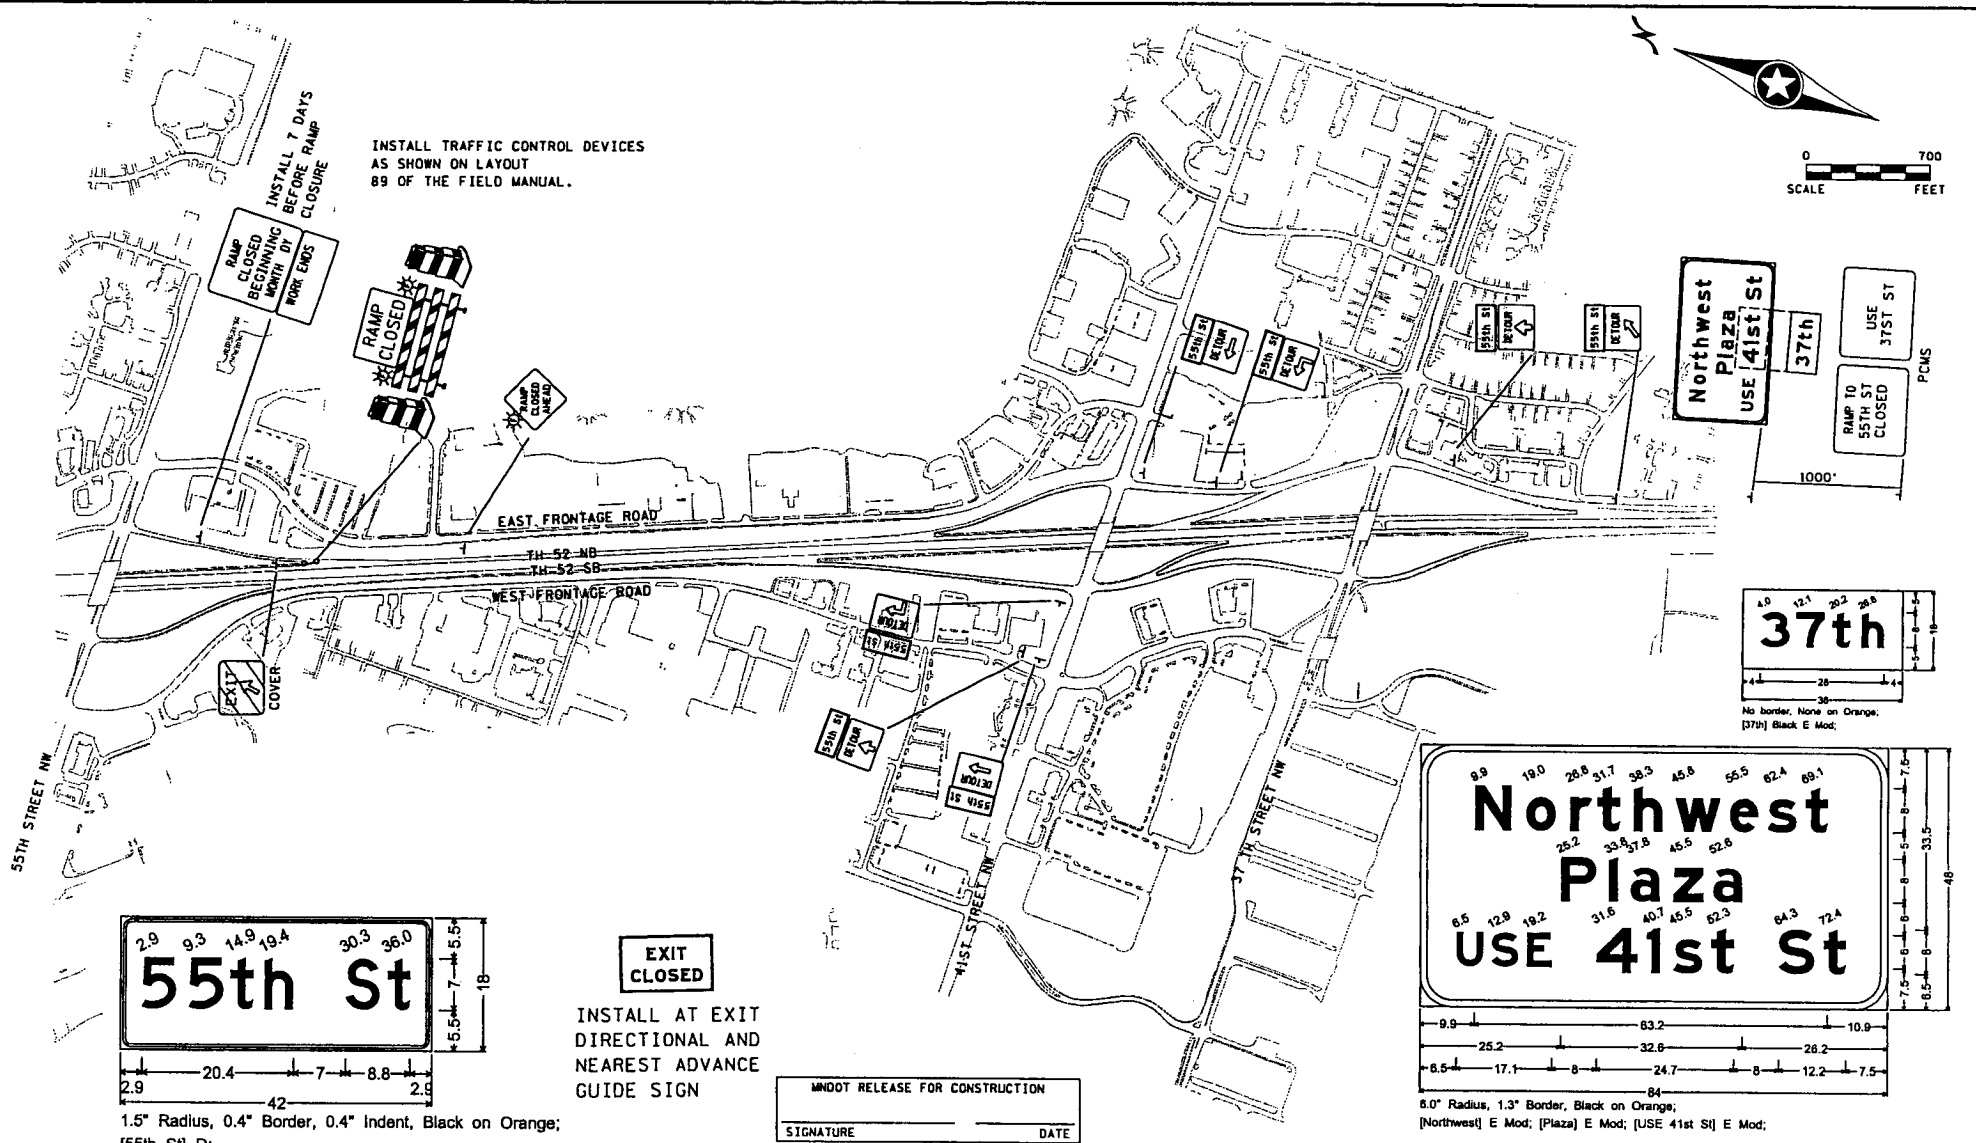 INSTALL 7 DAYS
BEFORE RAMP
CLOSURE
INSTALL TRAFFIC CONTROL DEVICES
AS SHOWN ON LAYOUT
89 OF THE FIELD MANUAL.
N
0 700
SCALE FEET
RAMP
CLOSED
BEGINNING
MONTH DY
WORK ENDS
RAMP
CLOSED
RAMP
CLOSED
AHEAD
55th St
DETOUR
55th St
DETOUR
55th St
DETOUR
55th St
DETOUR
Northwest
Plaza
USE 41st St
37th
USE
37ST ST
RAMP TO
55TH ST
CLOSED
PCMS
1000'
EAST FRONTAGE ROAD
TH 52 NB
TH 52 SB
WEST FRONTAGE ROAD
DETOUR
55th St
EXIT
COVER
55th St
DETOUR
DETOUR
55th St
55TH STREET NW
41ST STREET NW
37 TH STREET NW
4.0 12.1 20.2 26.8
37th
5 8 5
18
4 28 4
36
No border, None on Orange;
[37th] Black E Mod;
9.9 19.0 26.8 31.7 38.3 45.8 55.5 62.4 69.1
Northwest
25.2 33.8 37.8 45.5 52.6
Plaza
6.5 12.9 19.2 31.6 40.7 45.5 52.3 64.3 72.4
USE 41st St
7.5 8 5 8 6 6 7.5
33.5 8 6.5
48
9.9 63.2 10.9
25.2 32.6 26.2
6.5 17.1 8 24.7 8 12.2 7.5
84
6.0" Radius, 1.3" Border, Black on Orange;
[Northwest] E Mod; [Plaza] E Mod; [USE 41st St] E Mod;
2.9 9.3 14.9 19.4 30.3 36.0
55th St
5.5 7 5.5
18
2.9 20.4 7 8.8 2.9
42
1.5" Radius, 0.4" Border, 0.4" Indent, Black on Orange;
[55th St] D;
EXIT
CLOSED
INSTALL AT EXIT
DIRECTIONAL AND
NEAREST ADVANCE
GUIDE SIGN
MNDOT RELEASE FOR CONSTRUCTION
SIGNATURE DATE